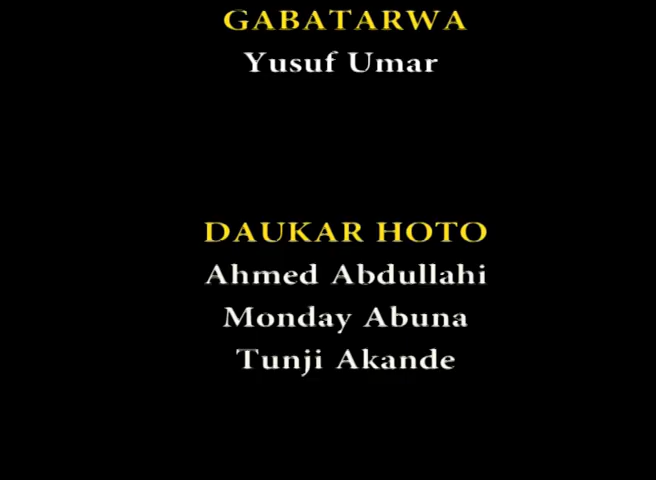 GABATARWA
Yusuf Umar
DAUKAR HOTO
Ahmed Abdullahi
Monday Abuna
Tunji Akande